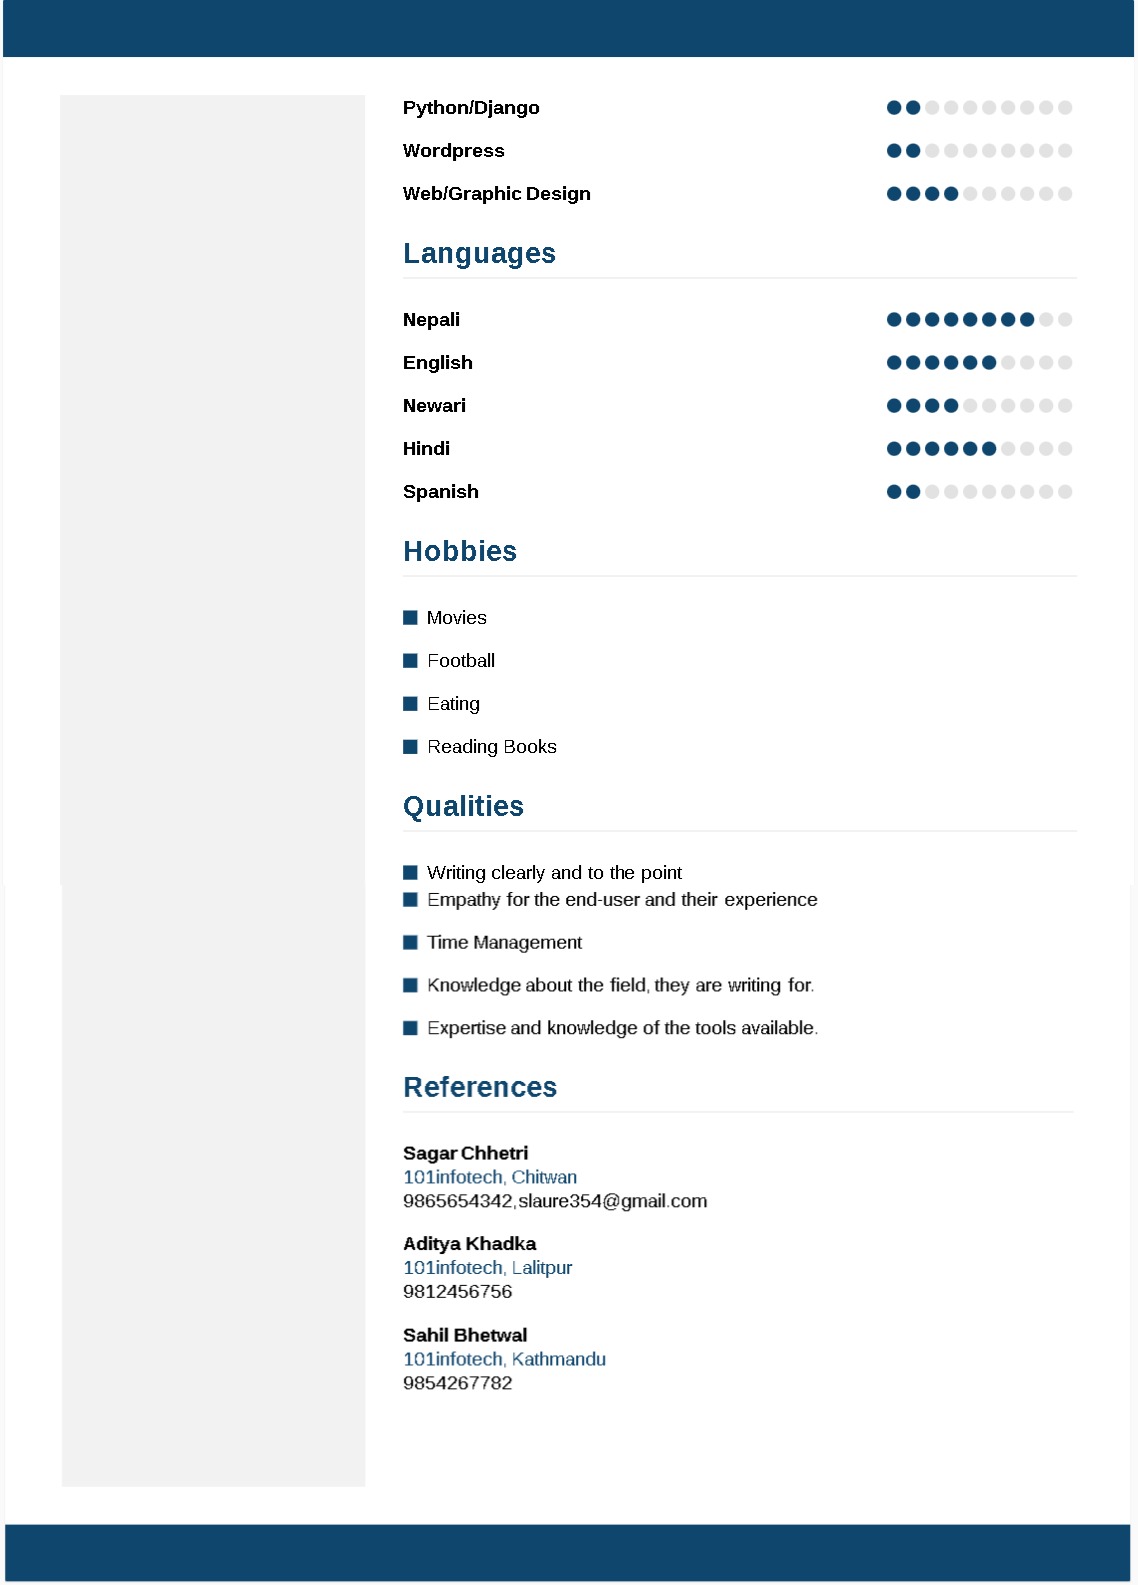 Python/Django
Wordpress
Web/Graphic Design
Languages
Nepali
English
Newari
Hindi
Spanish
Hobbies
Movies
Football
Eating
Reading Books
Qualities
Writing clearly and to the point
Empathy for the end-user and their experience
Time Management
Knowledge about the field, they are writing for.
Expertise and knowledge of the tools available.
References
Sagar Chhetri
101infotech, Chitwan
9865654342,slaure354@gmail.com
Aditya Khadka
101infotech, Lalitpur
9812456756
Sahil Bhetwal
101infotech, Kathmandu
9854267782